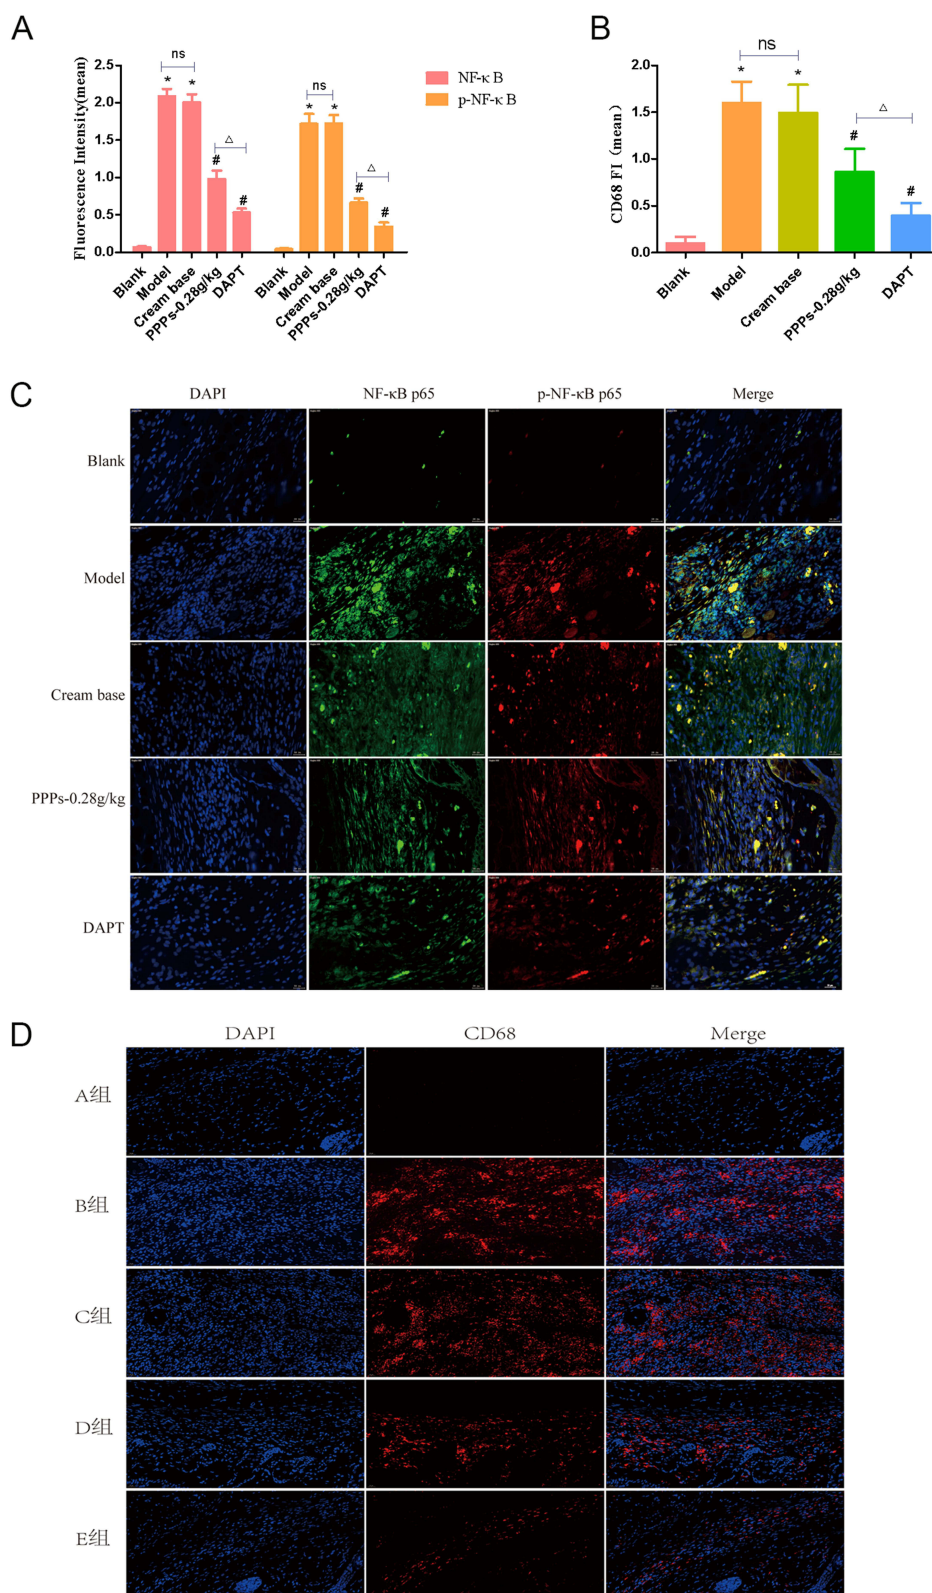 A
ns
ns
NF-κ B
p-NF-κ B
Fluorescence Intensity(mean)
2.5
2.0
1.5
1.0
0.5
0.0
* * # △ #
* * # △ #
Blank
Model
Cream base
PPPs-0.28g/kg
DAPT
Blank
Model
Cream base
PPPs-0.28g/kg
DAPT
B
ns
CD68 FI (mean)
2.0
1.5
1.0
0.5
0.0
* * # △ #
Blank
Model
Cream base
PPPs-0.28g/kg
DAPT
C
DAPI NF-κB p65 p-NF-κB p65 Merge
Blank
Model
Cream base
PPPs-0.28g/kg
DAPT
D
DAPI CD68 Merge
A组
B组
C组
D组
E组